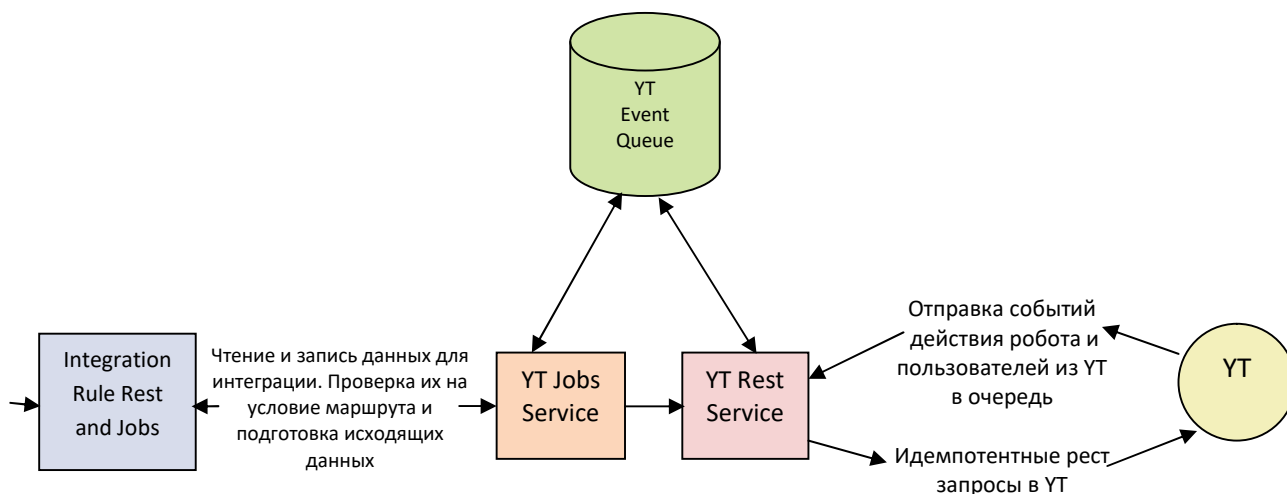 YT
Event
Queue
Integration
Rule Rest
and Jobs
Чтение и запись данных для
интеграции. Проверка их на
условие маршрута и
подготовка исходящих
данных
YT Jobs
Service
YT Rest
Service
Отправка событий
действия робота и
пользователей из YT
в очередь
YT
Идемпотентные рест
запросы в YT